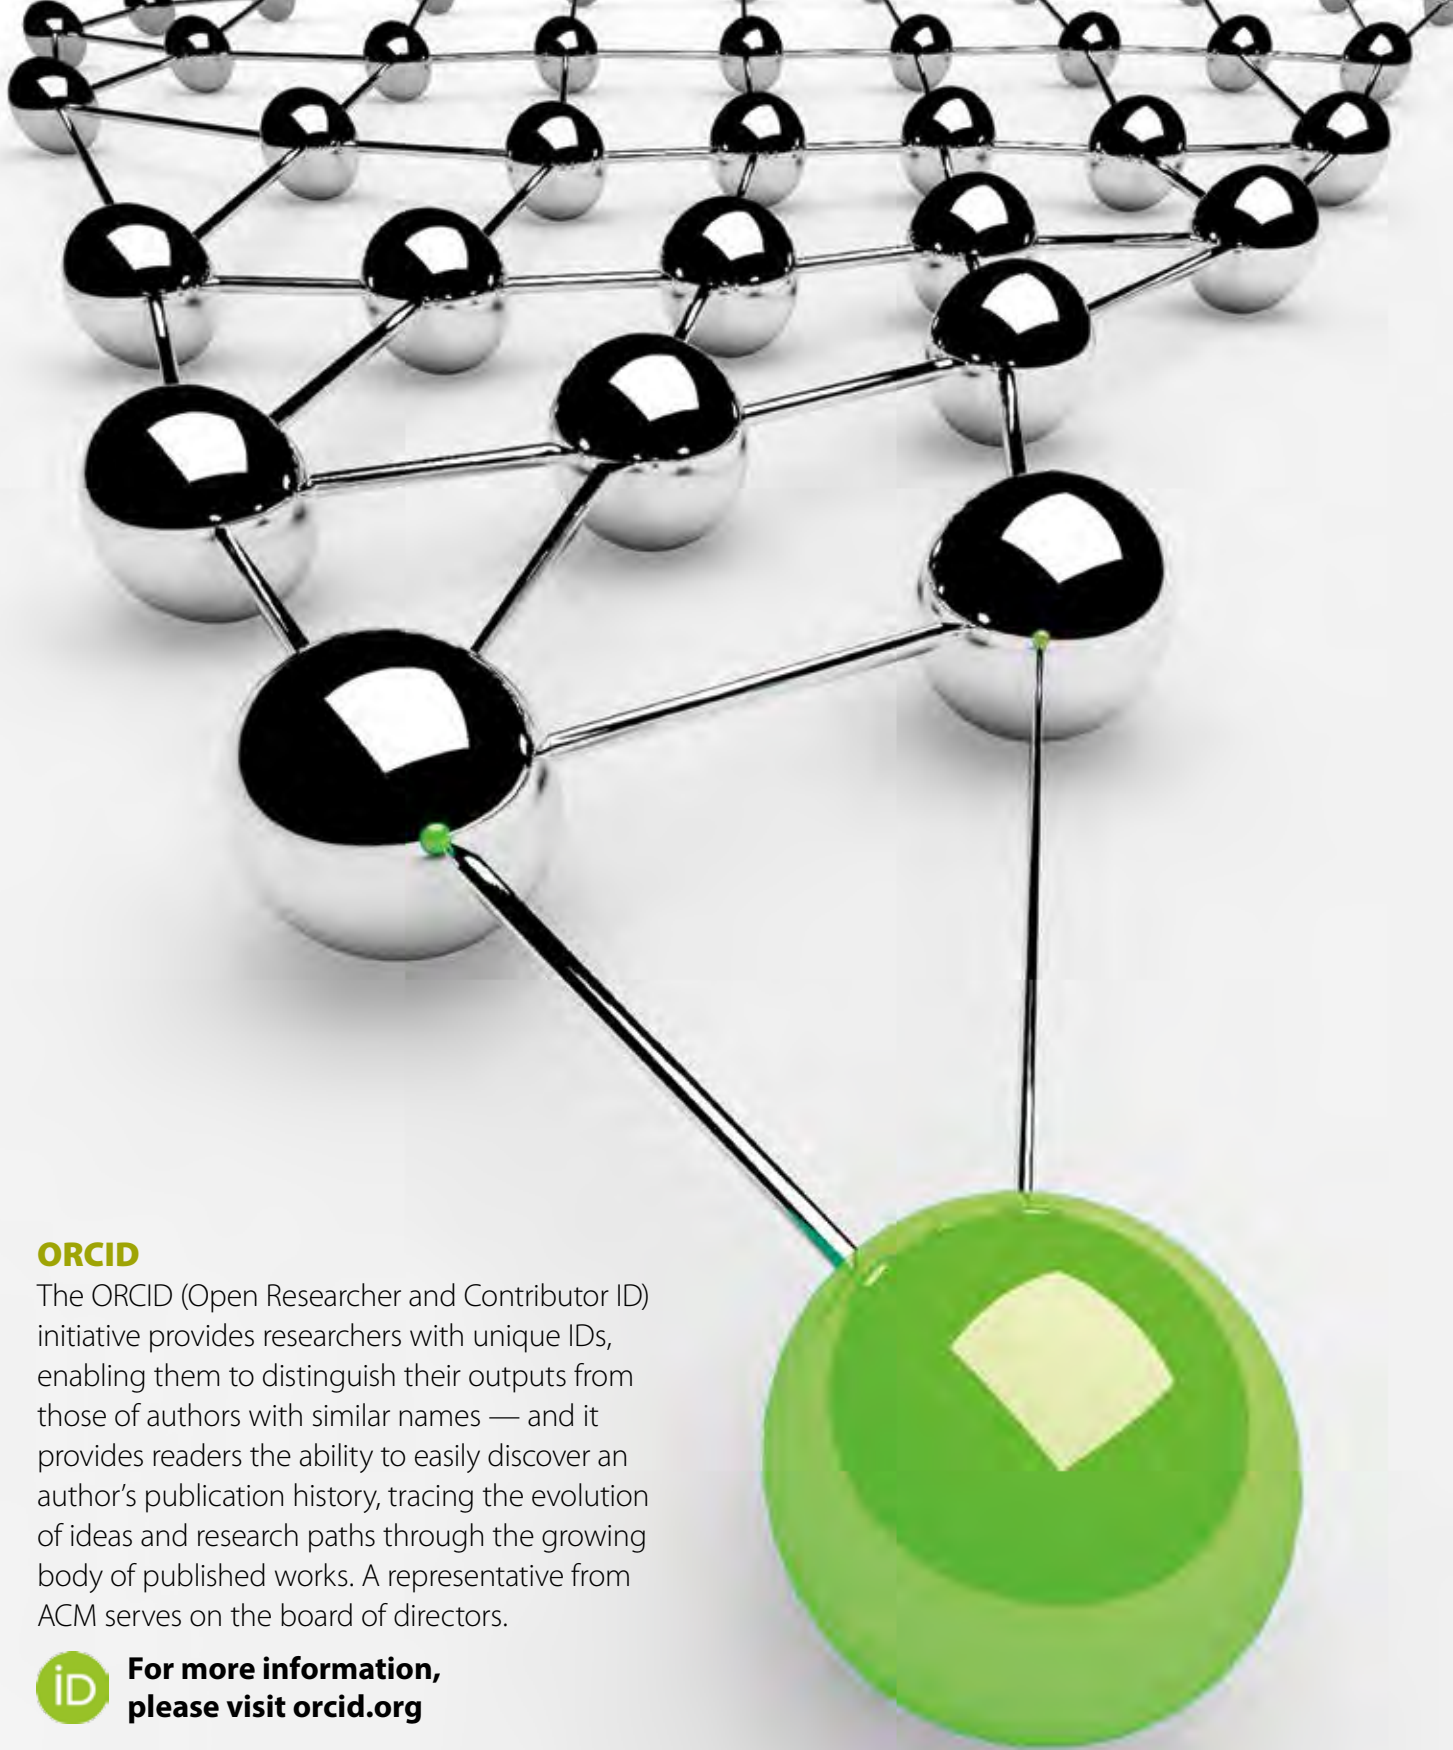 ORCID
The ORCID (Open Researcher and Contributor ID)
initiative provides researchers with unique IDs,
enabling them to distinguish their outputs from
those of authors with similar names — and it
provides readers the ability to easily discover an
author's publication history, tracing the evolution
of ideas and research paths through the growing
body of published works. A representative from
ACM serves on the board of directors.
iD
For more information,
please visit orcid.org